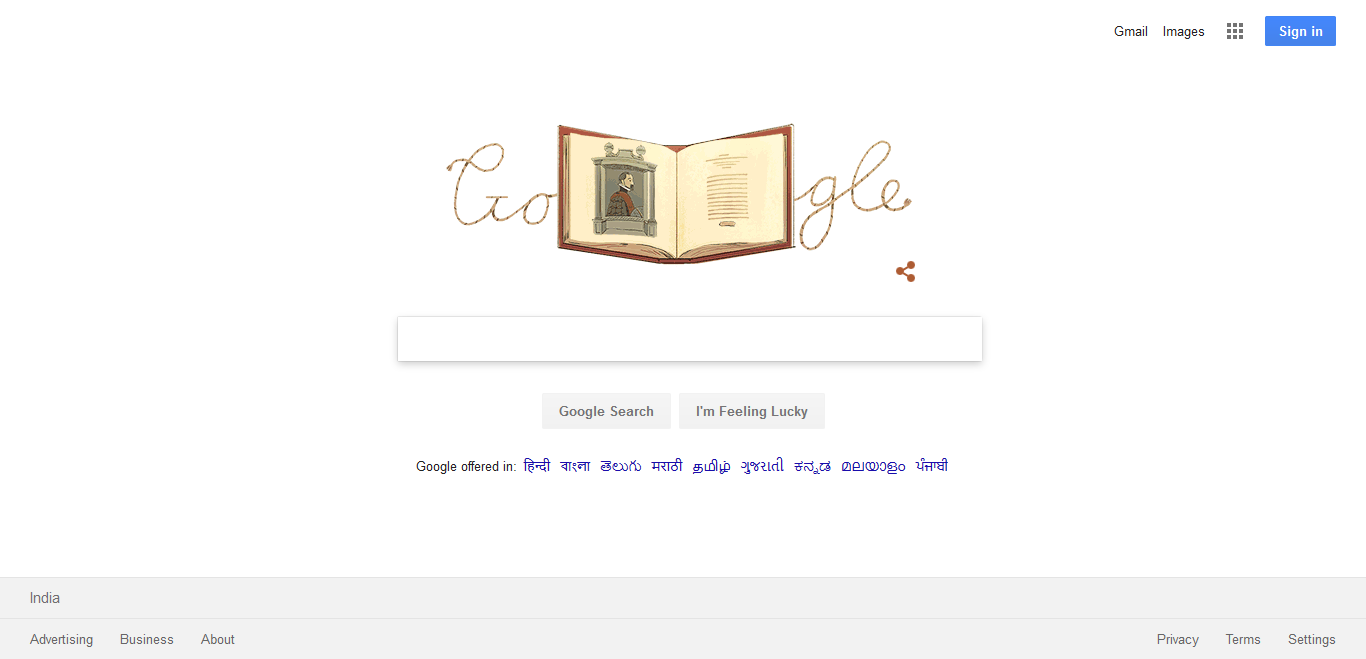 Gmail Images Sign in
Google
Google Search I'm Feeling Lucky
Google offered in: हिन्दी বাংলা తెలుగు मराठी தமிழ் ગુજરાતી ಕನ್ನಡ മലയാളം ਪੰਜਾਬੀ
India
Advertising Business About Privacy Terms Settings